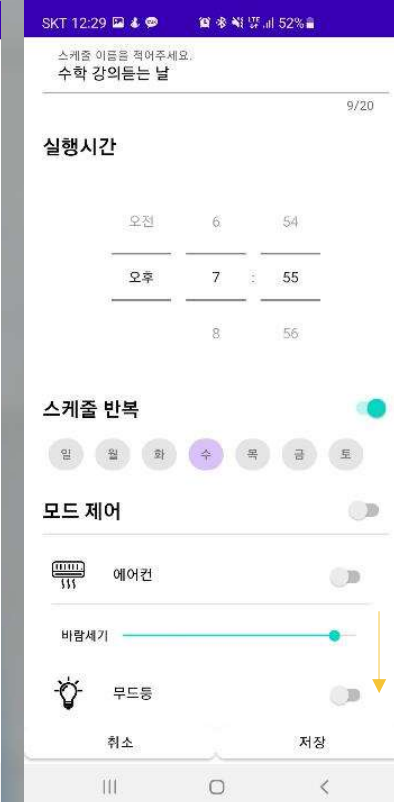 SKT 12:29 52%
스케줄 이름을 적어주세요.
수학 강의듣는 날
9/20
실행시간
오전 6 54
오후 7 : 55
8 56
스케줄 반복
일 월 화 수 목 금 토
모드 제어
에어컨
바람세기
무드등
취소 저장